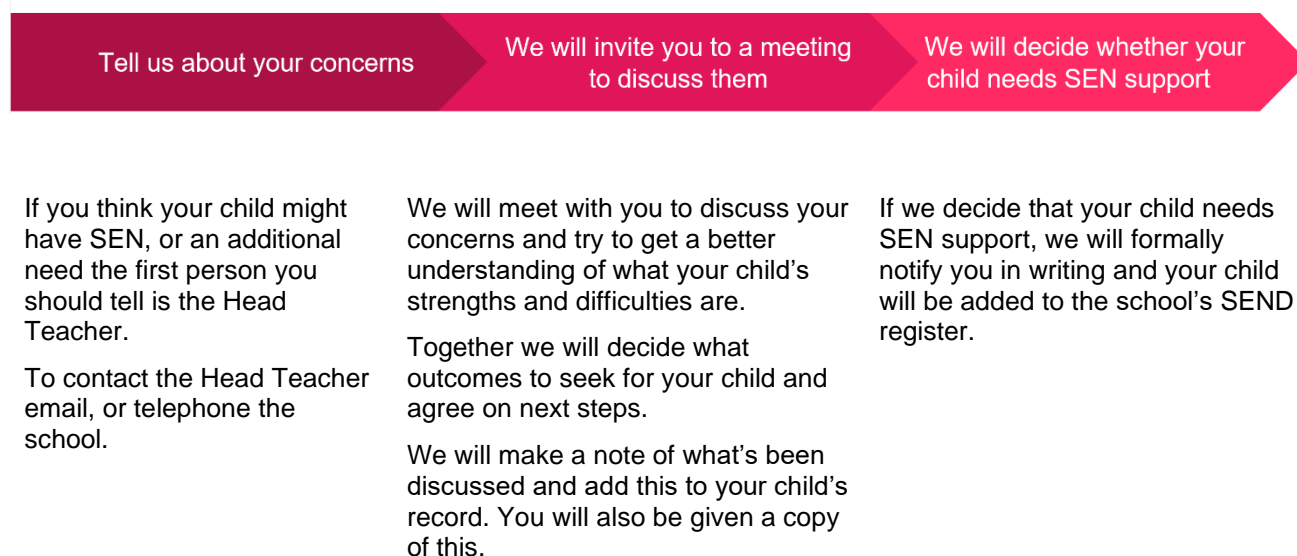 Tell us about your concerns
We will invite you to a meeting
to discuss them
We will decide whether your
child needs SEN support
If you think your child might
have SEN, or an additional
need the first person you
should tell is the Head
Teacher.
To contact the Head Teacher
email, or telephone the
school.
We will meet with you to discuss your
concerns and try to get a better
understanding of what your child’s
strengths and difficulties are.
Together we will decide what
outcomes to seek for your child and
agree on next steps.
We will make a note of what’s been
discussed and add this to your child’s
record. You will also be given a copy
of this.
If we decide that your child needs
SEN support, we will formally
notify you in writing and your child
will be added to the school’s SEND
register.